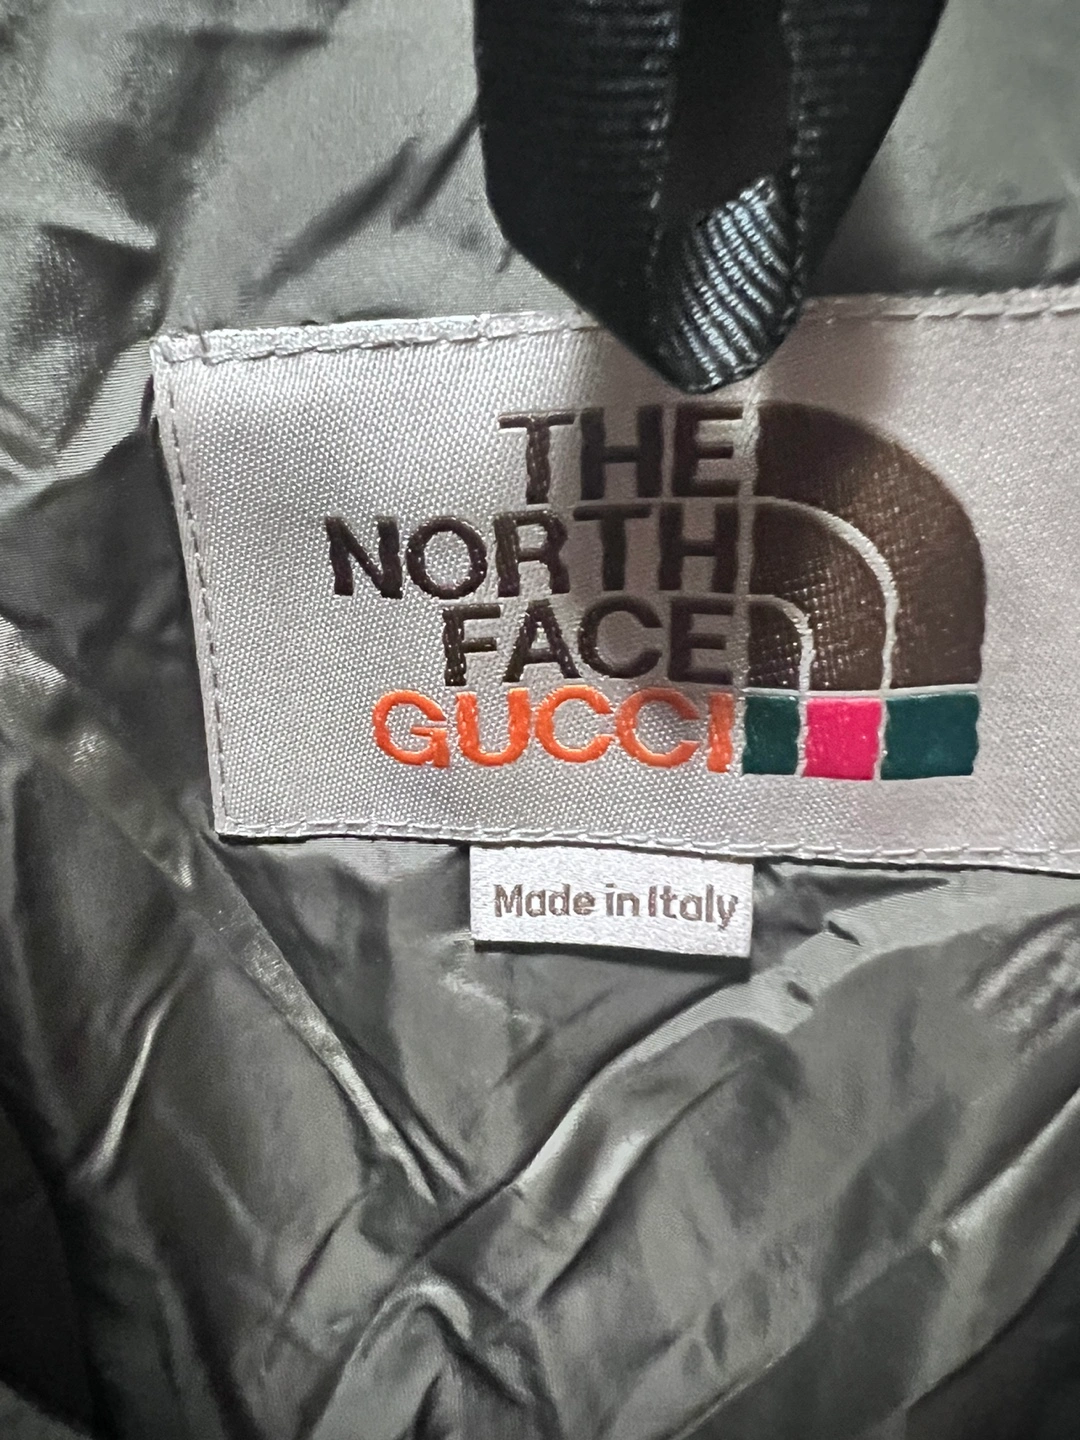 THE
NORTH
FACE
GUCCI
Made in Italy